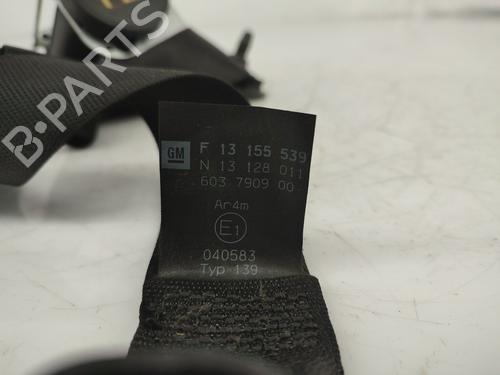 B-PARTS
GM F 13 155 539
N 13 128 011
603 7909 00
Ar4m
E1
040583
Typ 139